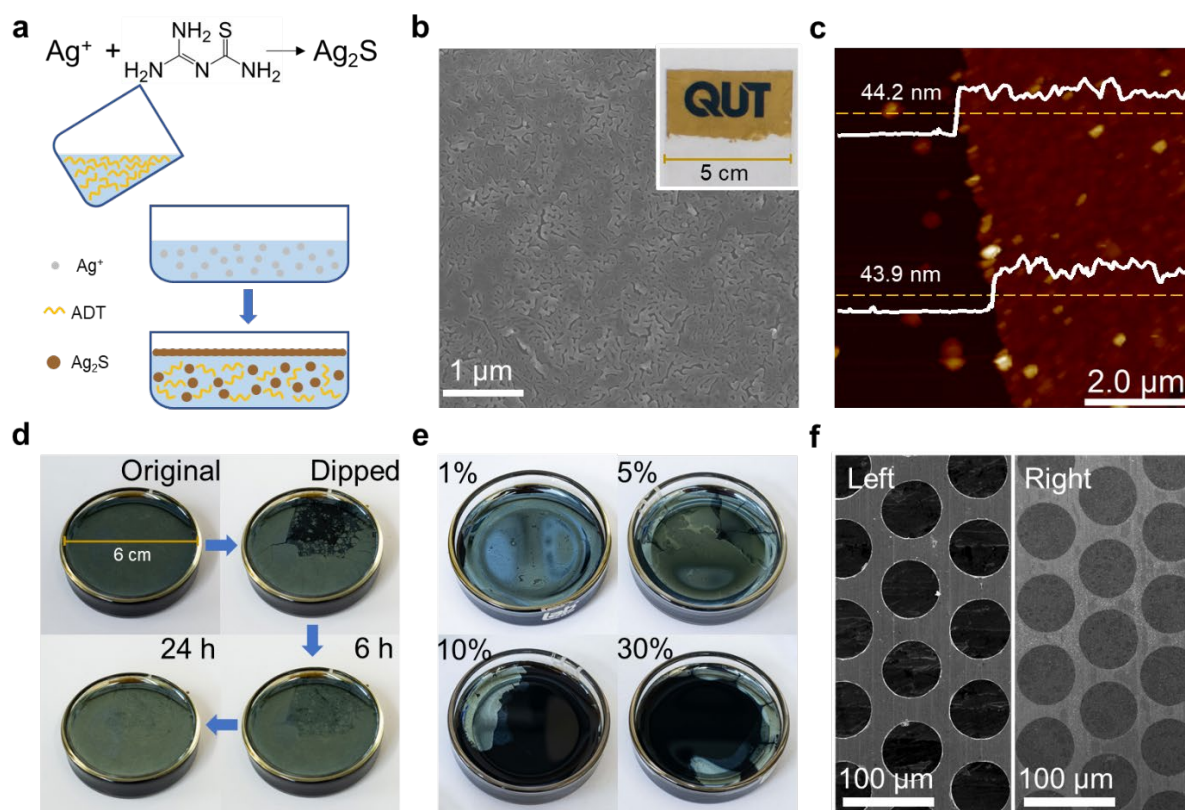 a
Ag⁺ +
NH₂ S
H₂N N NH₂
Ag₂S
Ag⁺
ADT
Ag₂S
b
QUT
5 cm
1 µm
c
44.2 nm
43.9 nm
2.0 µm
d
Original
Dipped
6 cm
24 h
6 h
e
1%
5%
10%
30%
f
Left
Right
100 µm
100 µm